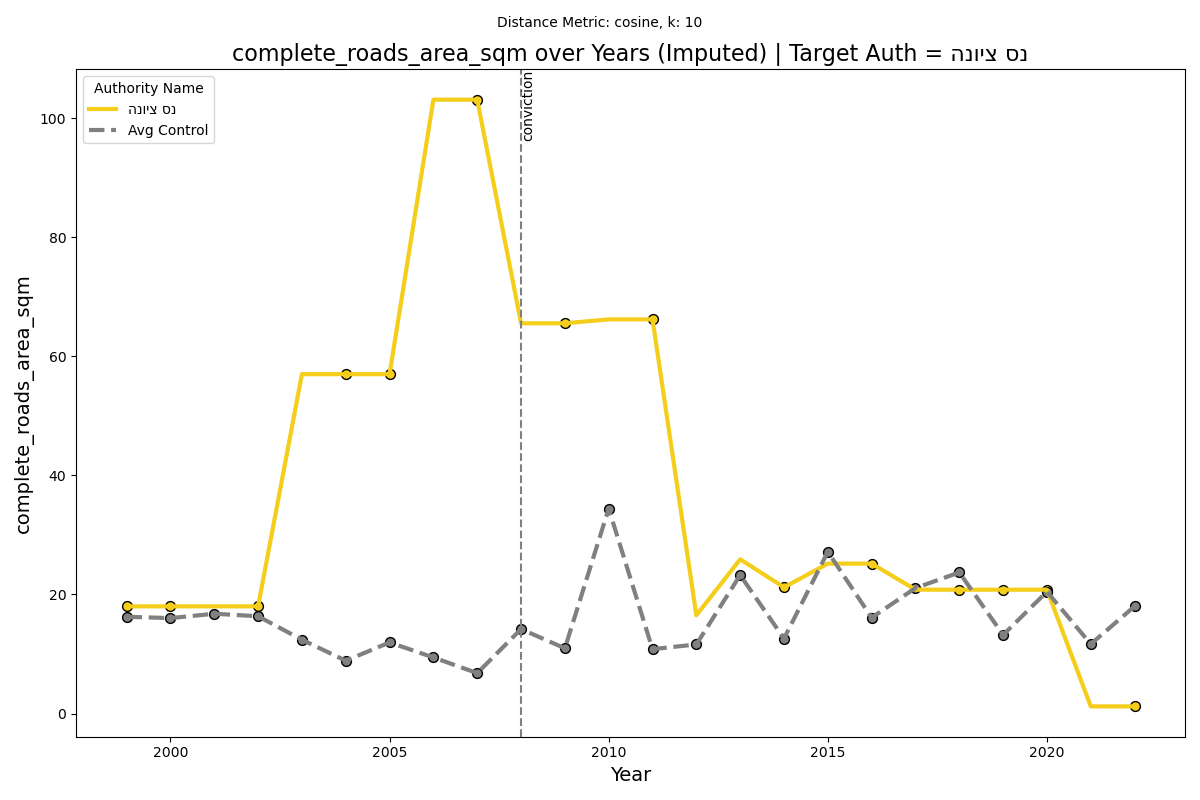 Distance Metric: cosine, k: 10
complete_roads_area_sqm over Years (Imputed) | Target Auth = נס ציונה
Authority Name
נס ציונה
Avg Control
conviction
complete_roads_area_sqm
100
80
60
40
20
0
2000
2005
2010
2015
2020
Year